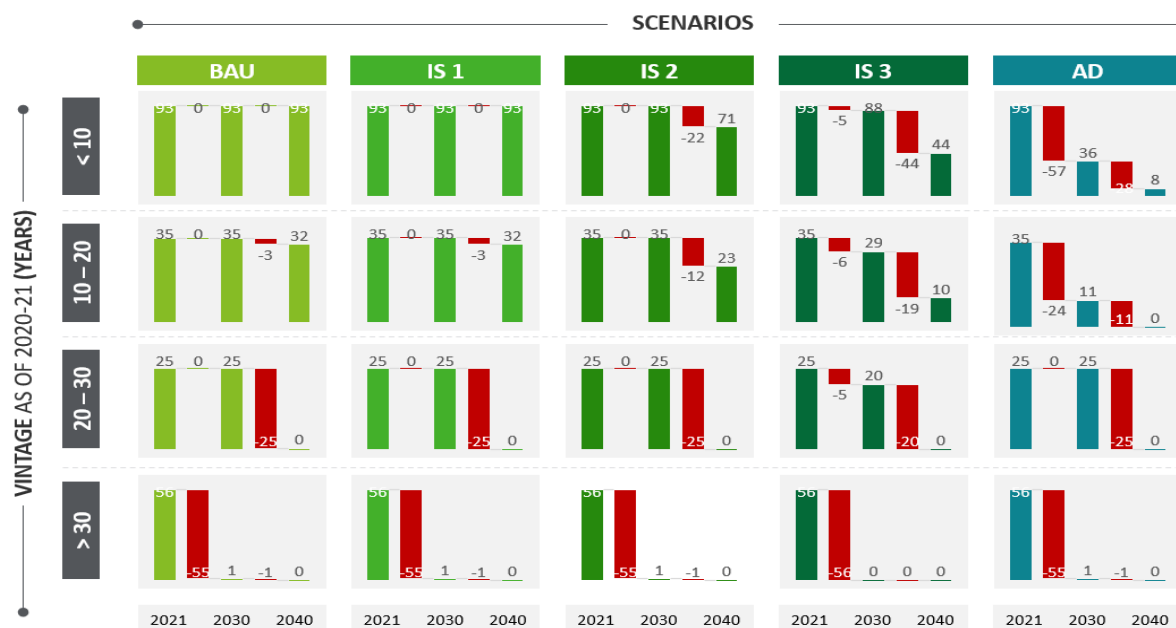 SCENARIOS
BAU IS 1 IS 2 IS 3 AD
VINTAGE AS OF 2020-21 (YEARS)
< 10
93 0 93 0 93
93 0 93 0 93
93 0 93 -22 71
93 -5 88 -44 44
93 -57 36 -28 8
10 – 20
35 0 35 -3 32
35 0 35 -3 32
35 0 35 -12 23
35 -6 29 -19 10
35 -24 11 -11 0
20 – 30
25 0 25 -25 0
25 0 25 -25 0
25 0 25 -25 0
25 -5 20 -20 0
25 0 25 -25 0
> 30
56 -55 1 -1 0
56 -55 1 -1 0
56 -55 1 -1 0
56 -56 0 0 0
56 -55 1 -1 0
2021 2030 2040 2021 2030 2040 2021 2030 2040 2021 2030 2040 2021 2030 2040